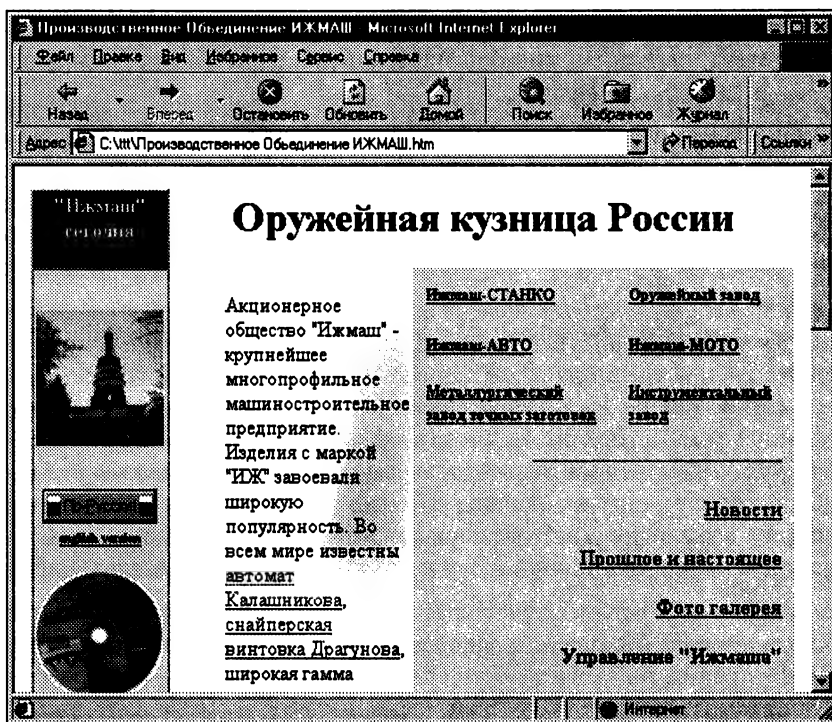 Производственное Объединение ИЖМАШ - Microsoft Internet Explorer
Файл Правка Вид Избранное Сервис Справка
Назад Вперед Остановить Обновить Домой Поиск Избранное Журнал
Адрес C:\ttt\Производственное Объединение ИЖМАШ.htm Переход Ссылки
"Ижмаш"
сегодня
По-русски
english version
Оружейная кузница России
Акционерное
общество "Ижмаш" -
крупнейшее
многопрофильное
машиностроительное
предприятие.
Изделия с маркой
"ИЖ" завоевали
широкую
популярность. Во
всем мире известны
автомат
Калашникова,
снайперская
винтовка Драгунова,
широкая гамма
Ижмаш-СТАНКО Оружейный завод
Ижмаш-АВТО Ижмаш-МОТО
Металлургический Инструментальный
завод точных заготовок завод
Новости
Прошлое и настоящее
Фото галерея
Управление "Ижмаша"
Интернет